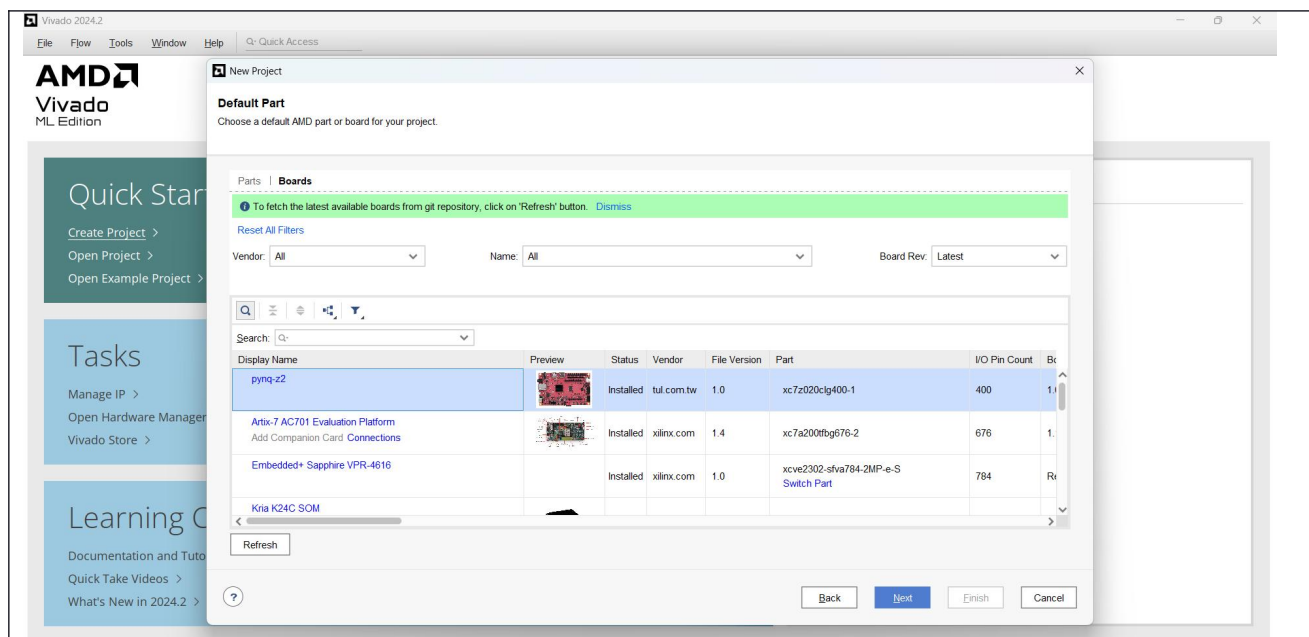 Vivado 2024.2
File Flow Tools Window Help Quick Access
AMD
Vivado
ML Edition
Quick Star
Create Project >
Open Project >
Open Example Project >
Tasks
Manage IP >
Open Hardware Manager
Vivado Store >
Learning C
Documentation and Tuto
Quick Take Videos >
What's New in 2024.2 >
New Project
Default Part
Choose a default AMD part or board for your project.
Parts | Boards
To fetch the latest available boards from git repository, click on 'Refresh' button. Dismiss
Reset All Filters
Vendor: All Name: All Board Rev: Latest
Search:
Display Name Preview Status Vendor File Version Part I/O Pin Count Bo
pynq-z2 Installed tul.com.tw 1.0 xc7z020clg400-1 400 1.0
Artix-7 AC701 Evaluation Platform
Add Companion Card Connections Installed xilinx.com 1.4 xc7a200tfbg676-2 676 1.
Embedded+ Sapphire VPR-4616 Installed xilinx.com 1.0 xcve2302-sfva784-2MP-e-S 784 Re
Switch Part
Kria K24C SOM
Refresh
? Back Next Finish Cancel